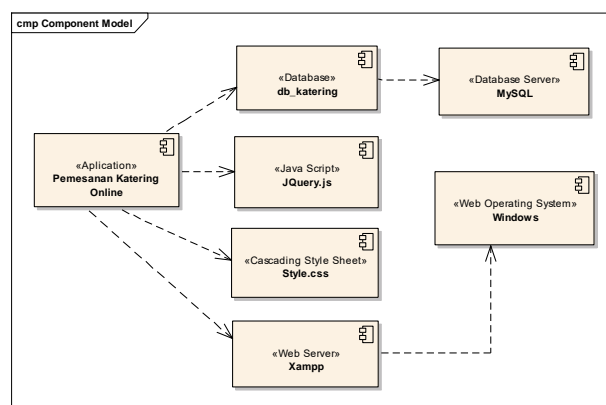 cmp Component Model
«Database»
db_katering
«Database Server»
MySQL
«Aplication»
Pemesanan Katering
Online
«Java Script»
JQuery.js
«Web Operating System»
Windows
«Cascading Style Sheet»
Style.css
«Web Server»
Xampp